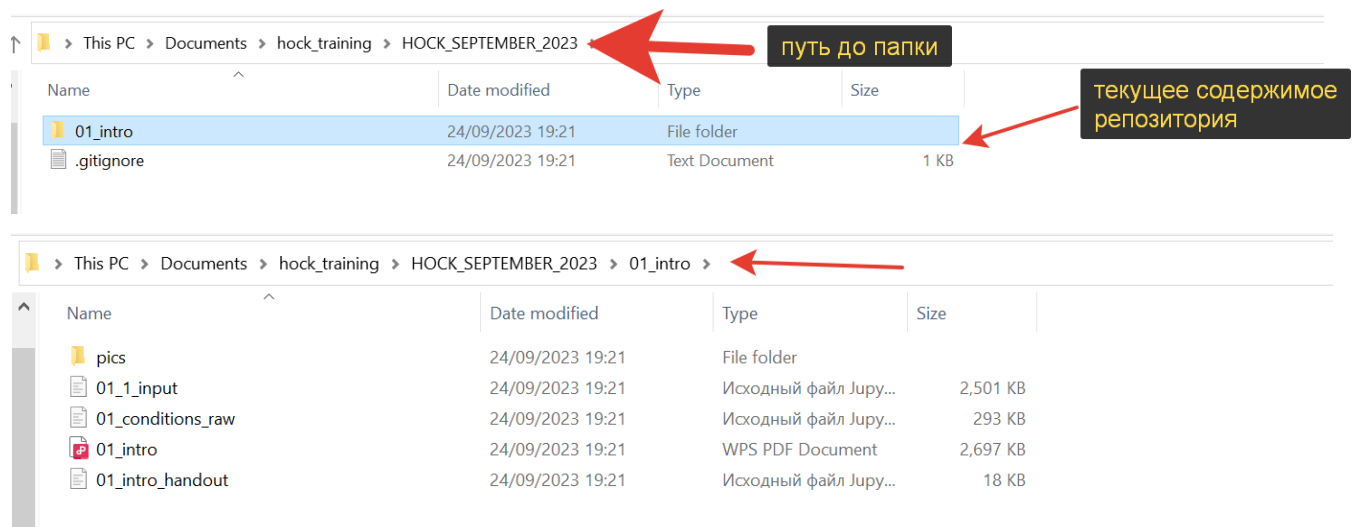 This PC > Documents > hock_training > HOCK_SEPTEMBER_2023 >
путь до папки
Name Date modified Type Size
текущее содержимое
репозитория
01_intro 24/09/2023 19:21 File folder
.gitignore 24/09/2023 19:21 Text Document 1 KB
This PC > Documents > hock_training > HOCK_SEPTEMBER_2023 > 01_intro >
Name Date modified Type Size
pics 24/09/2023 19:21 File folder
01_1_input 24/09/2023 19:21 Исходный файл Jupy... 2,501 KB
01_conditions_raw 24/09/2023 19:21 Исходный файл Jupy... 293 KB
01_intro 24/09/2023 19:21 WPS PDF Document 2,697 KB
01_intro_handout 24/09/2023 19:21 Исходный файл Jupy... 18 KB